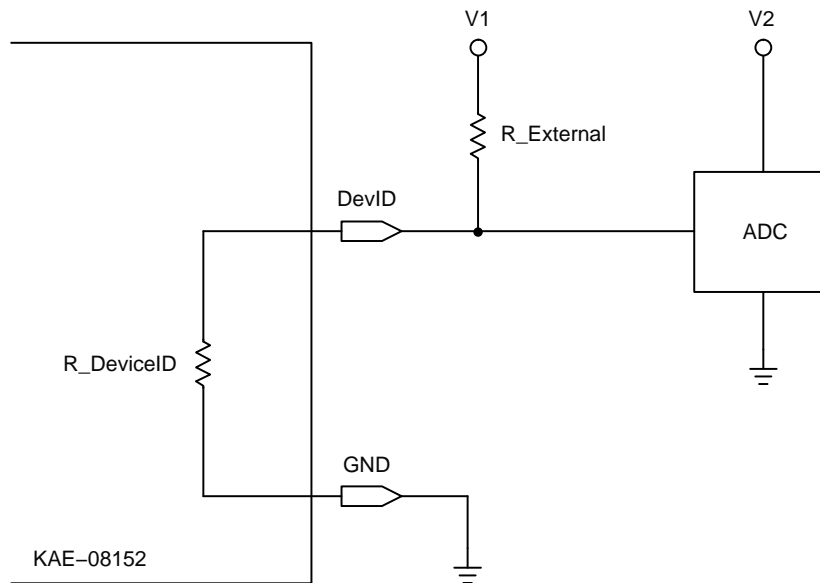 V1
V2
R_External
DevID
ADC
R_DeviceID
GND
KAE–08152